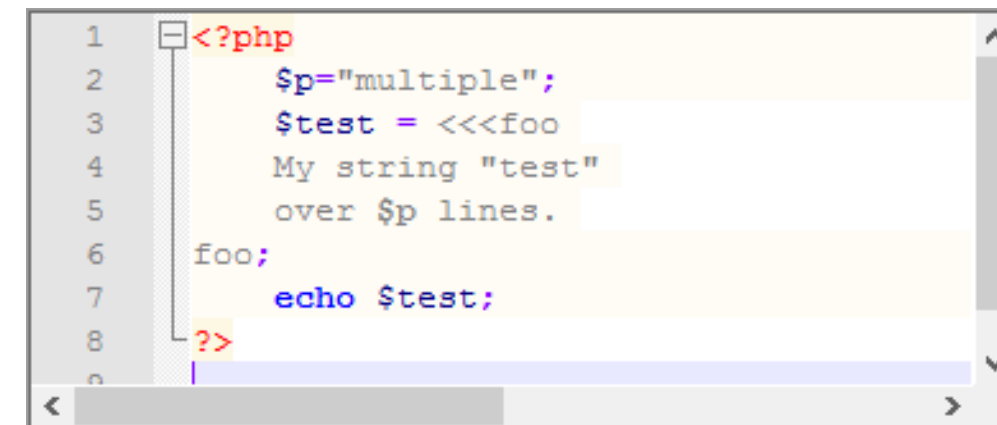 1 <?php
2 $p="multiple";
3 $test = <<<foo
4 My string "test"
5 over $p lines.
6 foo;
7 echo $test;
8 ?>
9